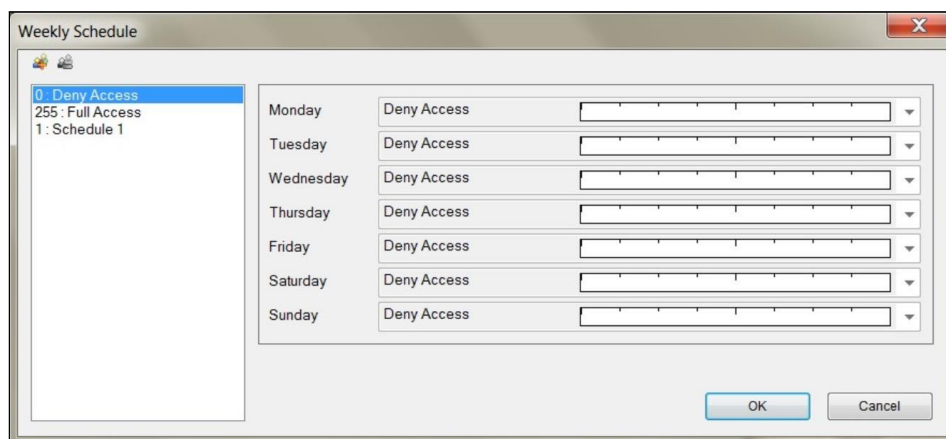 Weekly Schedule
0 : Deny Access
255 : Full Access
1 : Schedule 1
Monday Deny Access
Tuesday Deny Access
Wednesday Deny Access
Thursday Deny Access
Friday Deny Access
Saturday Deny Access
Sunday Deny Access
OK Cancel